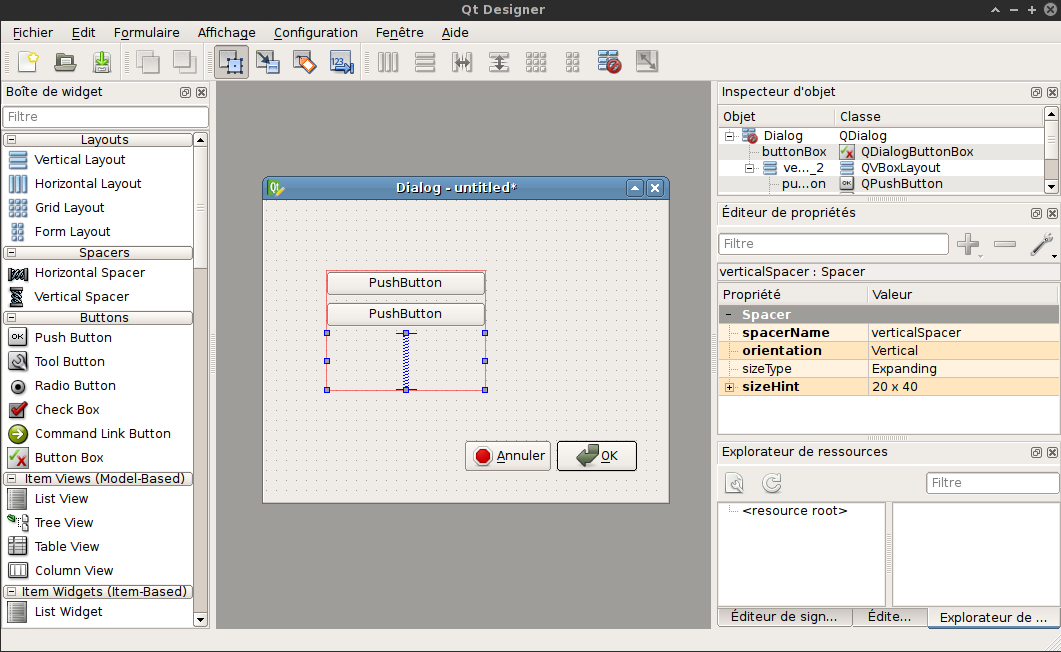 Qt Designer
Fichier Edit Formulaire Affichage Configuration Fenêtre Aide
123
Boîte de widget
Filtre
Layouts
Vertical Layout
Horizontal Layout
Grid Layout
Form Layout
Spacers
Horizontal Spacer
Vertical Spacer
Buttons
OK Push Button
Tool Button
Radio Button
Check Box
Command Link Button
Button Box
Item Views (Model-Based)
List View
Tree View
Table View
Column View
Item Widgets (Item-Based)
List Widget
Qt Dialog - untitled*
PushButton
PushButton
Annuler OK
Inspecteur d'objet
Objet Classe
Dialog QDialog
buttonBox QDialogButtonBox
ve..._2 QVBoxLayout
pu...on OK QPushButton
Éditeur de propriétés
Filtre
verticalSpacer : Spacer
Propriété Valeur
Spacer
spacerName verticalSpacer
orientation Vertical
sizeType Expanding
sizeHint 20 x 40
Explorateur de ressources
Filtre
<resource root>
Éditeur de sign... Édite... Explorateur de ...